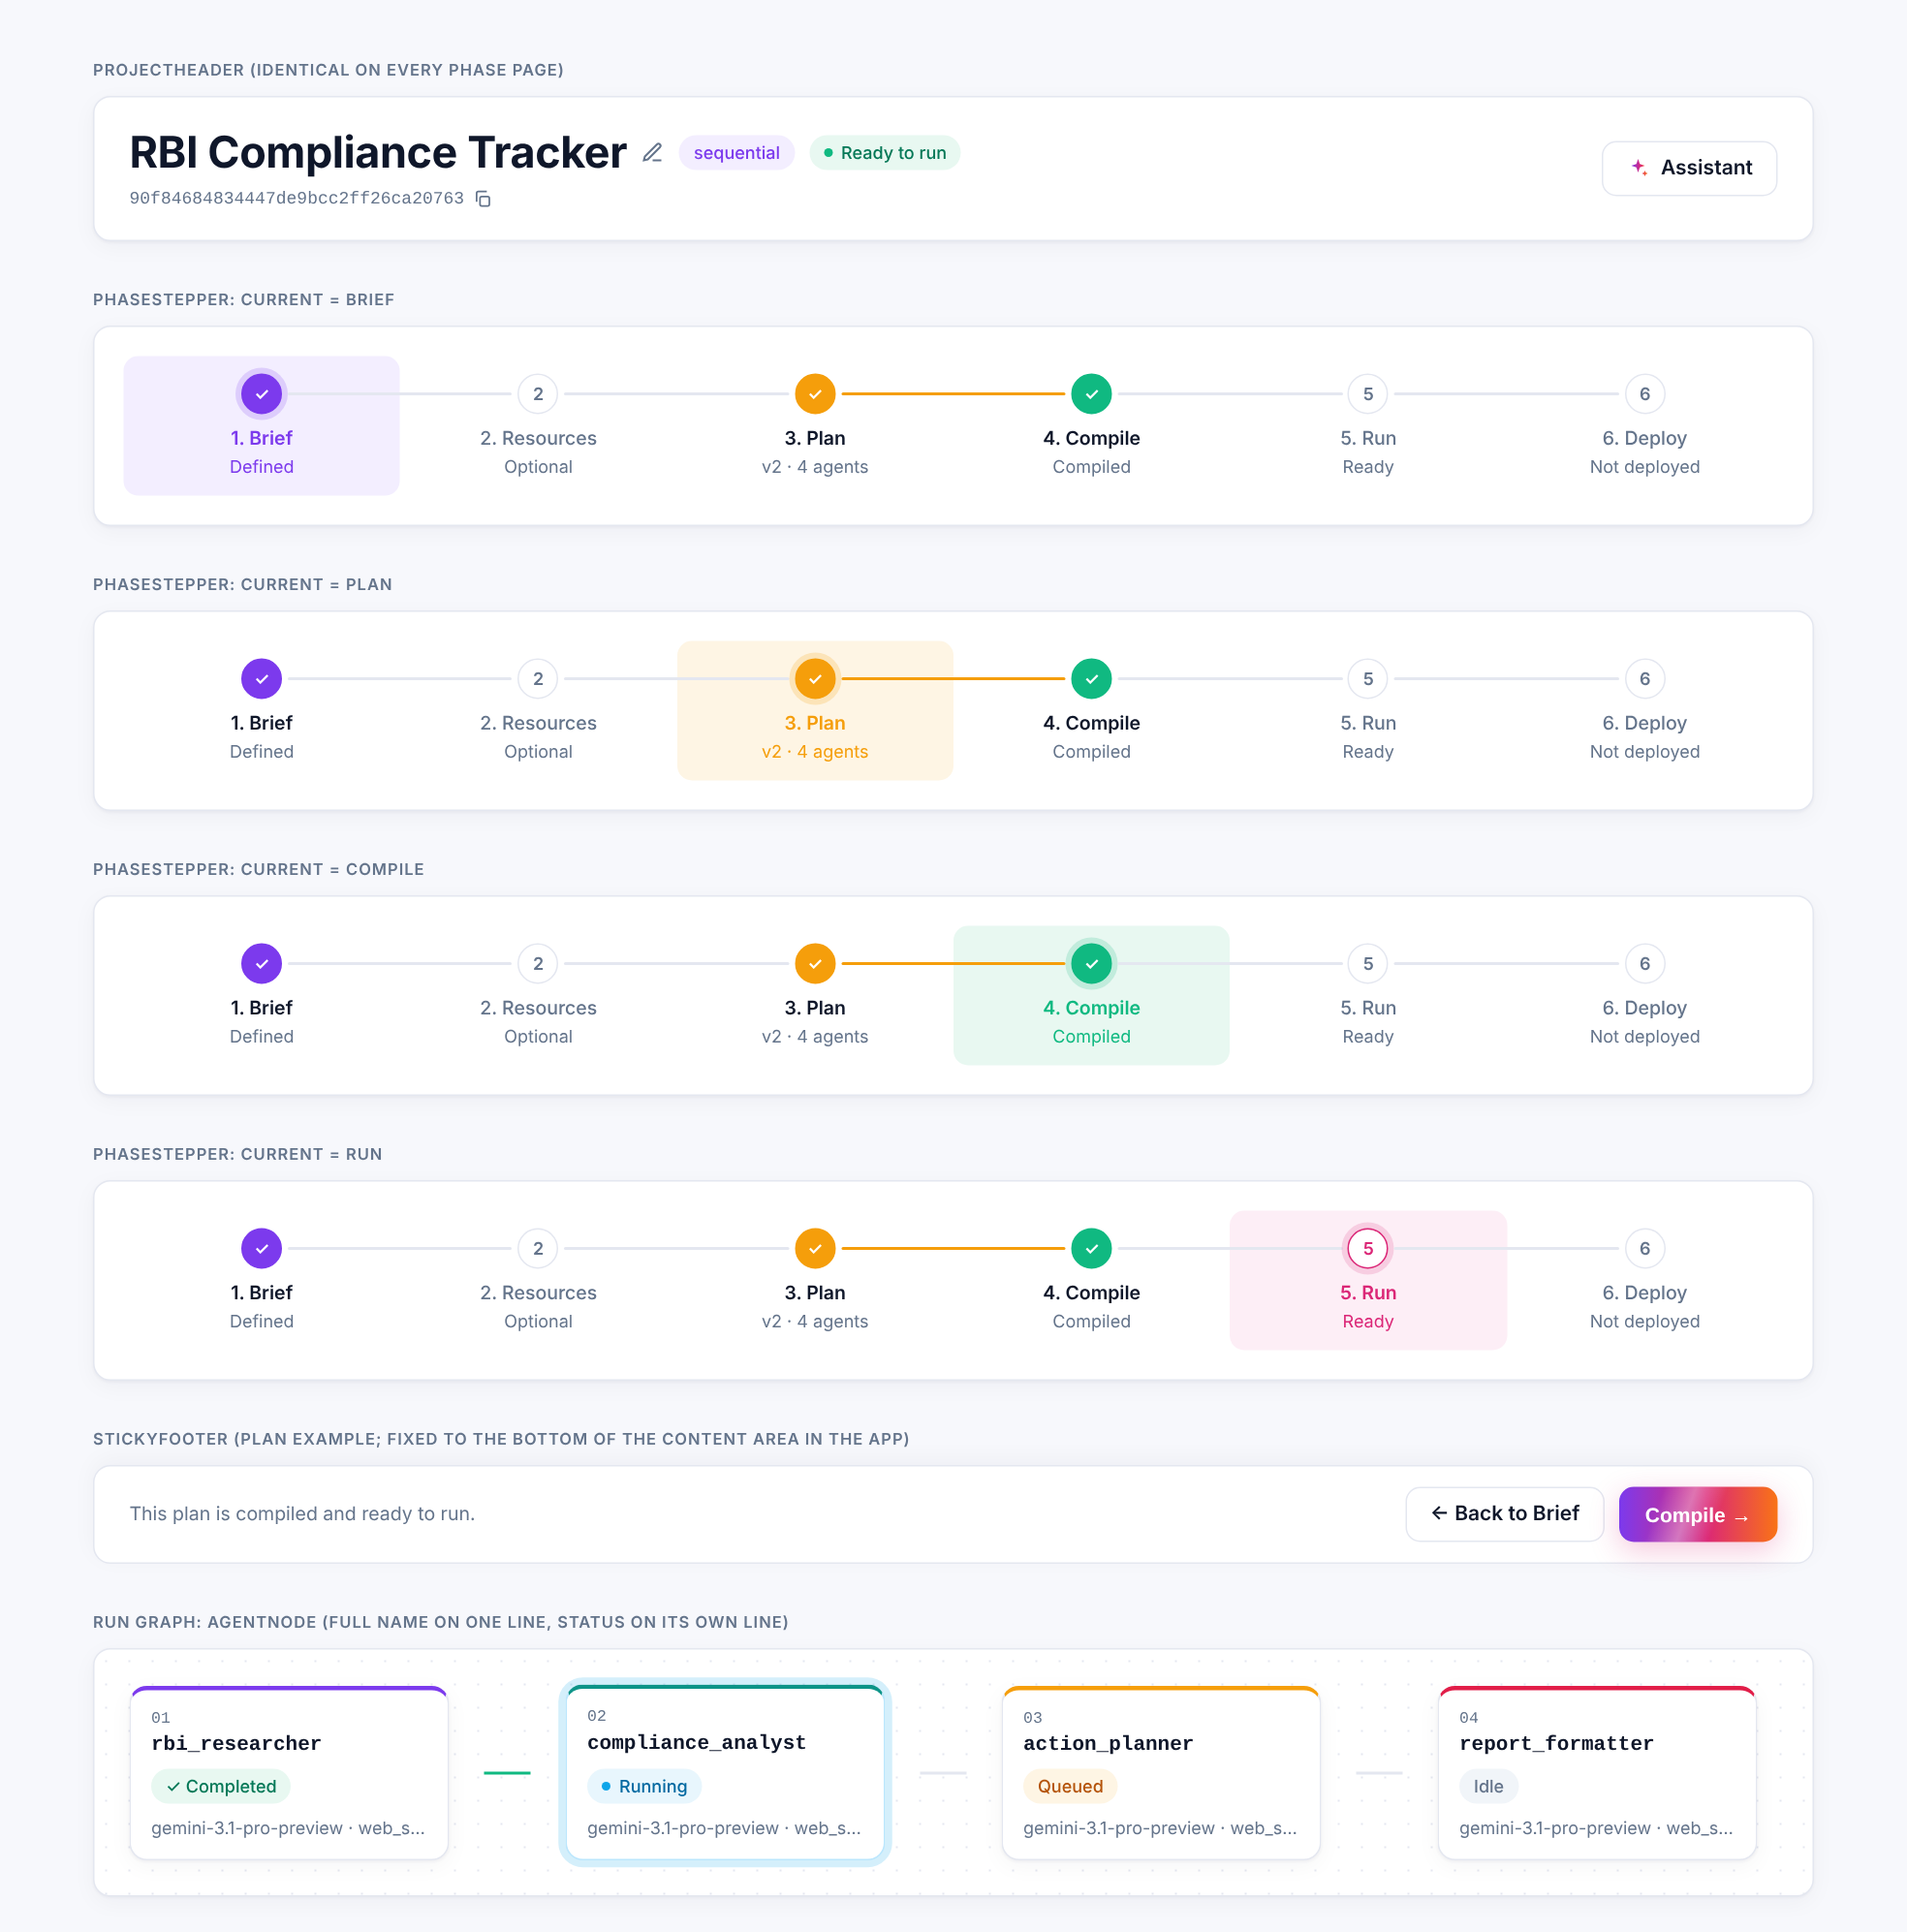 PROJECTHEADER (IDENTICAL ON EVERY PHASE PAGE)
RBI Compliance Tracker sequential Ready to run
Assistant
90f84684834447de9bcc2ff26ca20763
PHASESTEPPER: CURRENT = BRIEF
2 5 6
1. Brief 2. Resources 3. Plan 4. Compile 5. Run 6. Deploy
Defined Optional v2 · 4 agents Compiled Ready Not deployed
PHASESTEPPER: CURRENT = PLAN
2 5 6
1. Brief 2. Resources 3. Plan 4. Compile 5. Run 6. Deploy
Defined Optional v2 · 4 agents Compiled Ready Not deployed
PHASESTEPPER: CURRENT = COMPILE
2 5 6
1. Brief 2. Resources 3. Plan 4. Compile 5. Run 6. Deploy
Defined Optional v2 · 4 agents Compiled Ready Not deployed
PHASESTEPPER: CURRENT = RUN
2 5 6
1. Brief 2. Resources 3. Plan 4. Compile 5. Run 6. Deploy
Defined Optional v2 · 4 agents Compiled Ready Not deployed
STICKYFOOTER (PLAN EXAMPLE; FIXED TO THE BOTTOM OF THE CONTENT AREA IN THE APP)
This plan is compiled and ready to run. ← Back to Brief Compile →
RUN GRAPH: AGENTNODE (FULL NAME ON ONE LINE, STATUS ON ITS OWN LINE)
01
rbi_researcher
✓ Completed
gemini-3.1-pro-preview · web_s...
02
compliance_analyst
Running
gemini-3.1-pro-preview · web_s...
03
action_planner
Queued
gemini-3.1-pro-preview · web_s...
04
report_formatter
Idle
gemini-3.1-pro-preview · web_s...